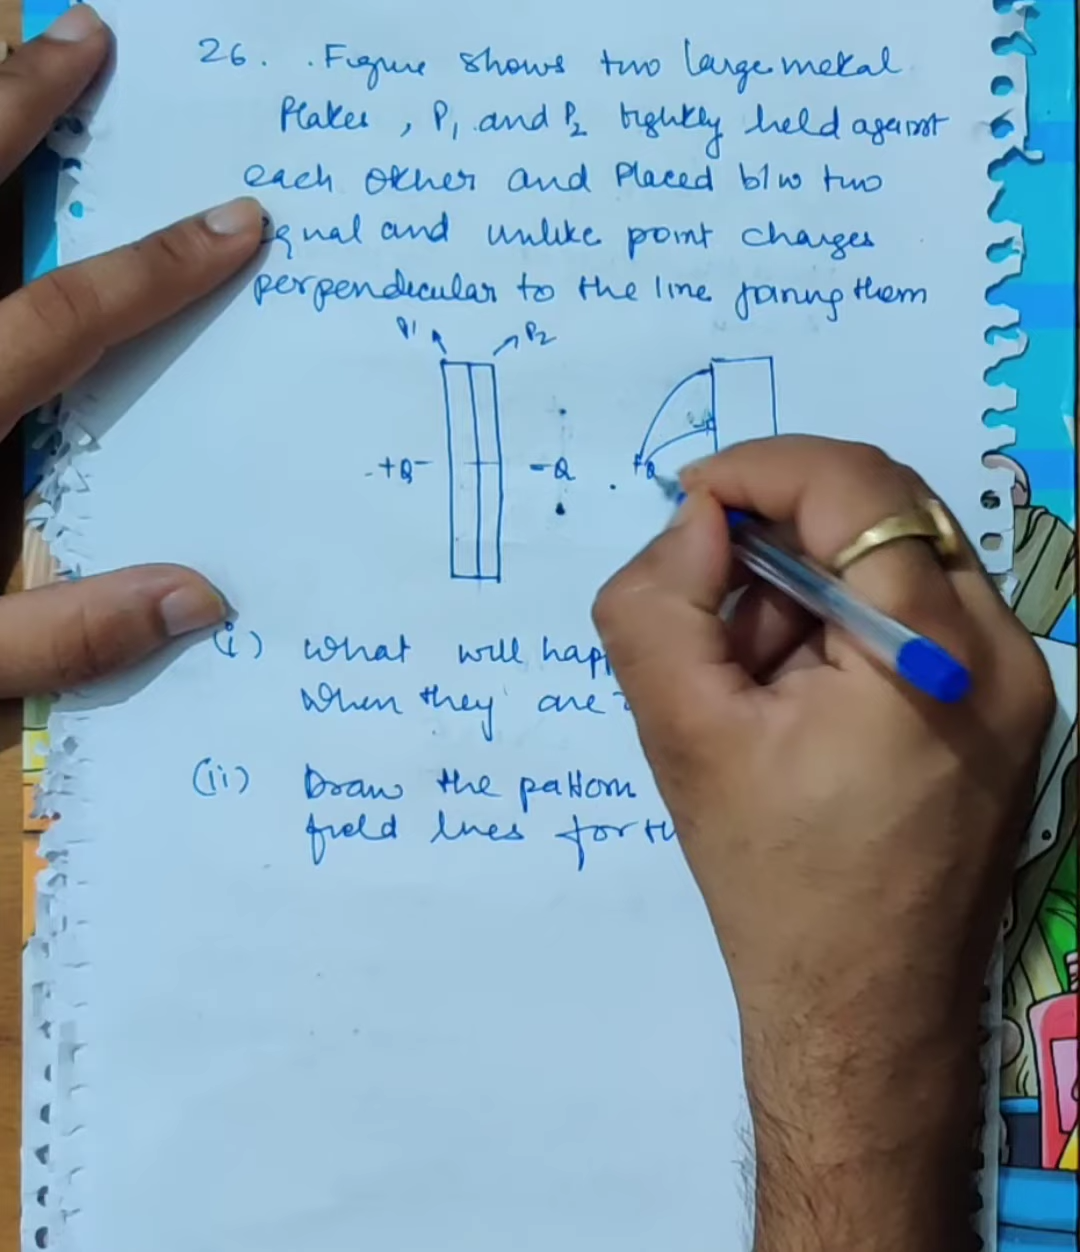 26. . Figure shows two large metal
Plates , P1 and P2 tightly held against
each other and Placed b/w two
equal and unlike point charges
perpendicular to the line joining them
P1 P2
+Q -Q +Q
(i) what will happ
when they are
(ii) Draw the pattern
field lines for th